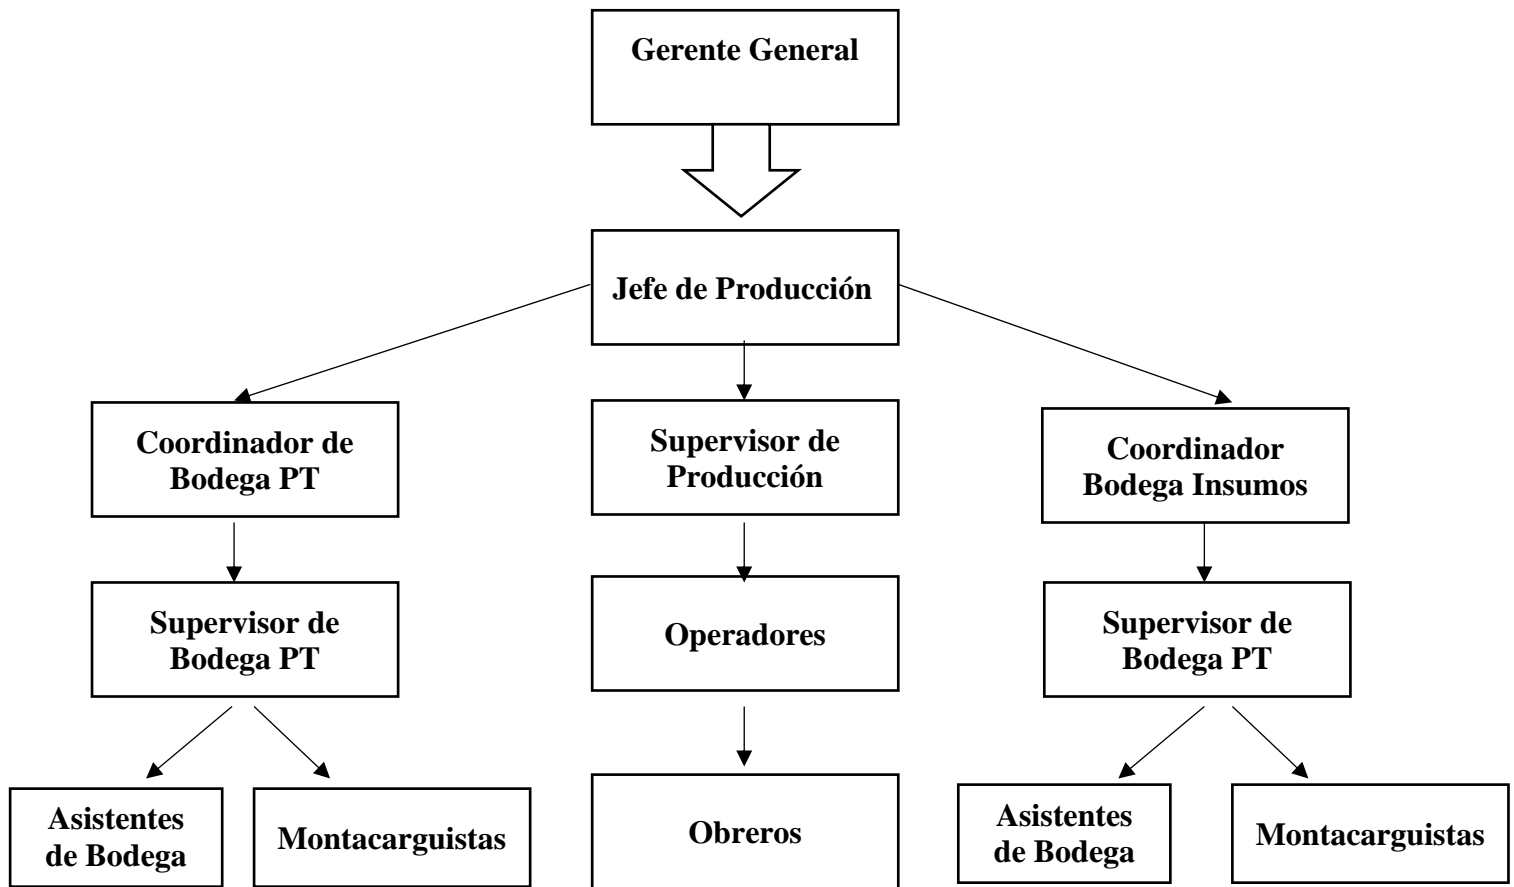 Gerente General
Jefe de Producción
Coordinador de
Bodega PT
Supervisor de
Producción
Coordinador
Bodega Insumos
Supervisor de
Bodega PT
Operadores
Supervisor de
Bodega PT
Asistentes
de Bodega
Montacarguistas
Obreros
Asistentes
de Bodega
Montacarguistas